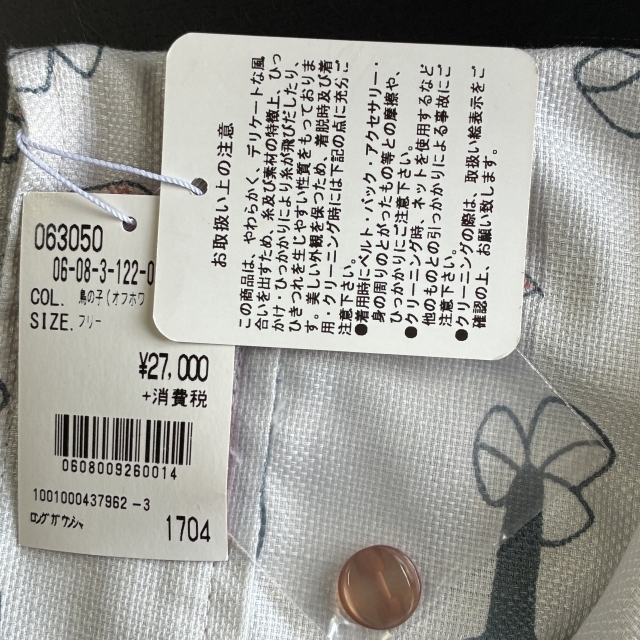 063050
06-08-3-122-0
COL. 鳥の子(オフホワ
SIZE. フリー
¥27,000
+消費税
0608009260014
1001000437962-3
ロングガウンシャ
1704
お取扱い上の注意
この商品は、やわらかく、デリケートな風
合いを出すため、糸及び素材の特徴上、ひっ
かけ・ひっかかりにより糸が飛びだしたり、
ひきつれを生じやすい性質をもっておりま
す。美しい外観を保つため、着脱時及び着
用・クリーニング時には下記の点に充分ご
注意下さい。
●着用時にベルト・バック・アクセサリー・
身の周りのとがったもの等との摩擦や、
ひっかかりにご注意下さい。
●クリーニング時、ネットを使用するなど
他のものとの引っかかりによる事故にご
注意下さい。
●クリーニングの際は、取扱い絵表示をご
確認の上、お願い致します。